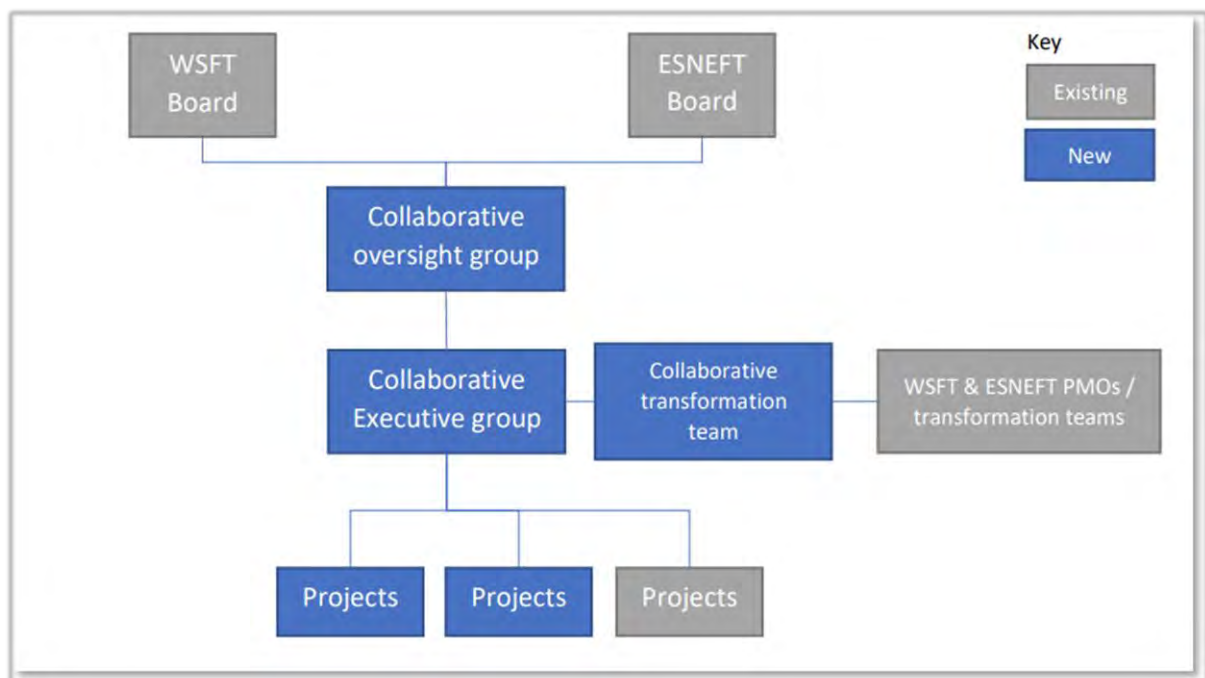 WSFT
Board
ESNEFT
Board
Key
Existing
New
Collaborative
oversight group
Collaborative
Executive group
Collaborative
transformation
team
WSFT & ESNEFT PMOs /
transformation teams
Projects
Projects
Projects